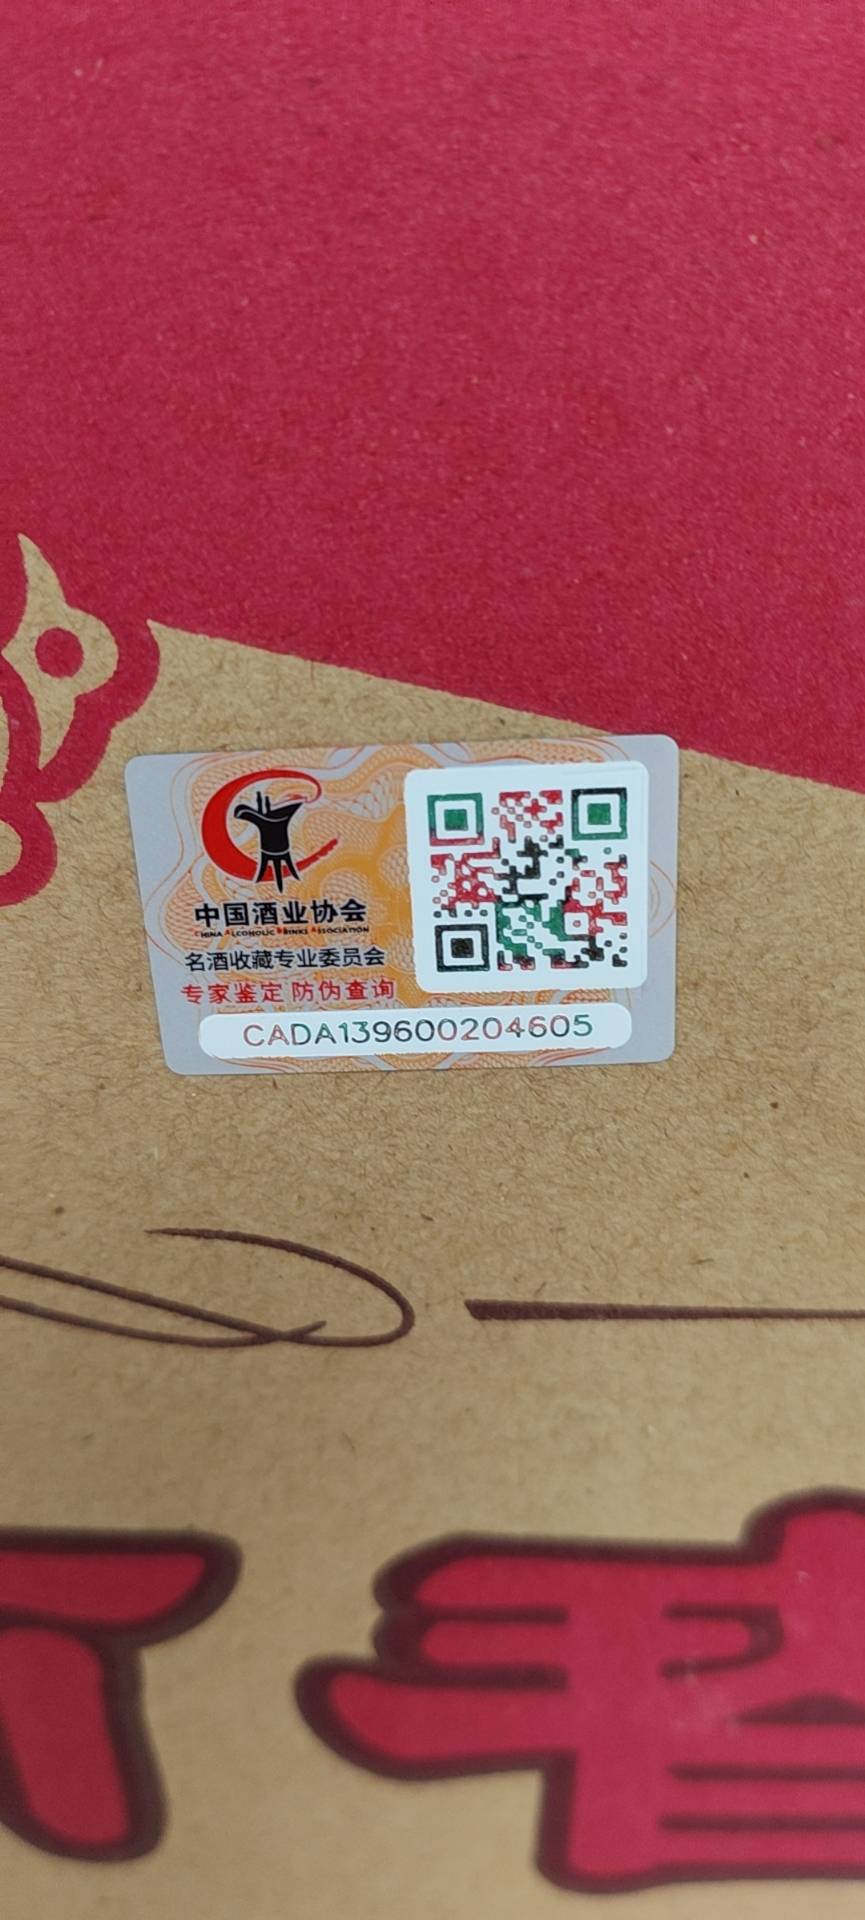 中国酒业协会
CHINA ALCOHOLIC DRINKS ASSOCIATION
名酒收藏专业委员会
专家鉴定 防伪查询
CADA139600204605